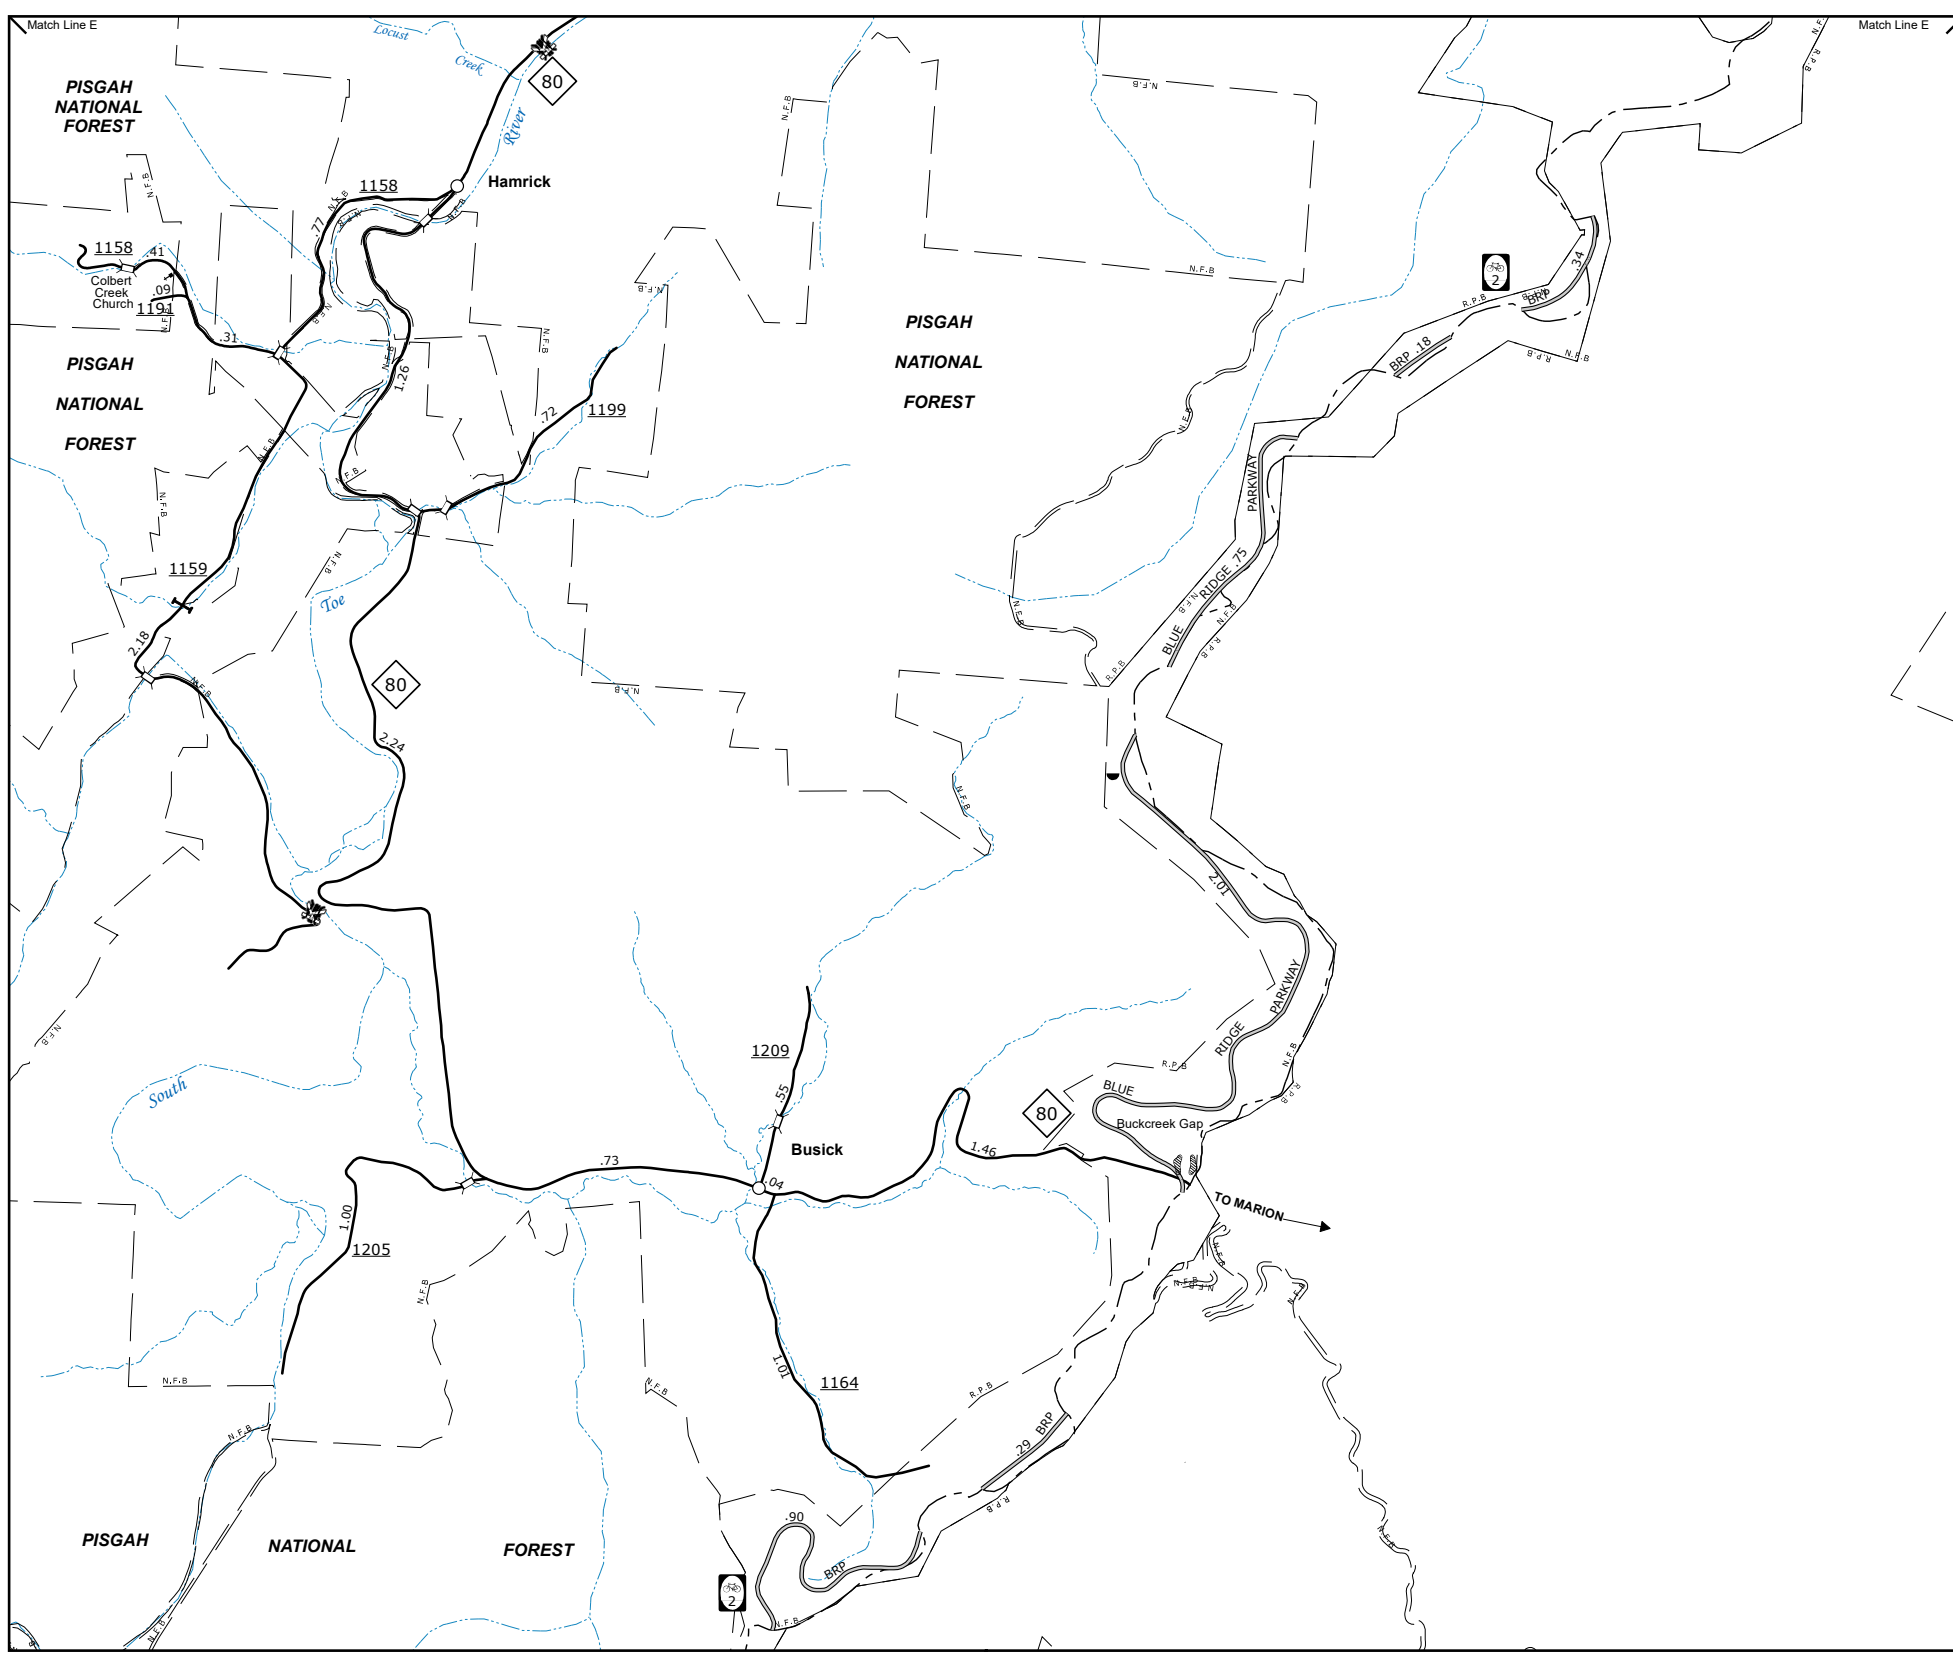 Match Line E
Match Line E
Locust
Creek
80
River
PISGAH
NATIONAL
FOREST
N.F.B
N.F.B
N.F.
R.P.B
Hamrick
1158
N.F.B
N.F.B
N.F.B
N.F.B
.77
1158
.41
Colbert
Creek
Church
.09
1191
N.F.B
.31
N.F.B
N.F.B
N.F.B
N.F.B
N.F.B
2
R.P.B
N.F.B
BRP
.34
PISGAH
NATIONAL
FOREST
PISGAH
NATIONAL
FOREST
BRP .18
R.P.B
N.F.B
1.26
.72
1199
N.F.B
N.F.B
N.F.B
N.F.B
PARKWAY
1159
N.F.B
Toe
N.F.B
RIDGE .75
N.F.B
N.F.B
BLUE
R.P.B
R.P.B
2.18
N.F.B
80
N.F.B
2.24
N.F.B
2.01
PARKWAY
RIDGE
BLUE
N.F.B
R.P.B
N.F.B
R.P.B
South
1209
.55
80
Buckcreek Gap
Busick
1.46
.73
.04
TO MARION
1.00
1205
N.F.B
N.F.B
N.F.B
N.F.B
N.F.
1.01
1164
N.F.B
N.F.B
R.P.B
N.F.B
.29
BRP
R.P.B
N.F.B
PISGAH
NATIONAL
FOREST
.90
BRP
2
N.F.B
N.F.B
B